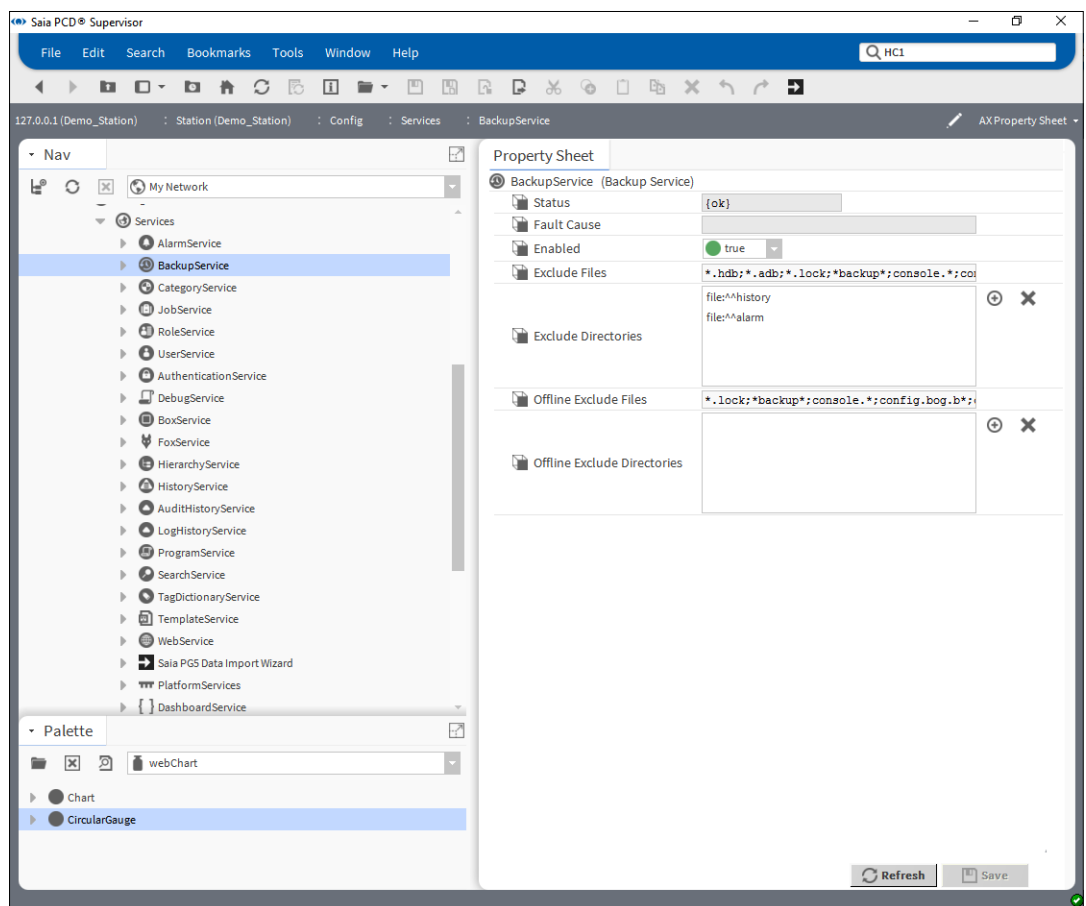 Saia PCD® Supervisor
File Edit Search Bookmarks Tools Window Help
HC1
127.0.0.1 (Demo_Station) : Station (Demo_Station) : Config : Services : BackupService
AX Property Sheet
Nav
My Network
Services
AlarmService
BackupService
CategoryService
JobService
RoleService
UserService
AuthenticationService
DebugService
BoxService
FoxService
HierarchyService
HistoryService
AuditHistoryService
LogHistoryService
ProgramService
SearchService
TagDictionaryService
TemplateService
WebService
Saia PG5 Data Import Wizard
PlatformServices
DashboardService
Palette
webChart
Chart
CircularGauge
Property Sheet
BackupService (Backup Service)
Status {ok}
Fault Cause
Enabled true
Exclude Files *.hdb;*.adb;*.lock;*backup*;console.*;co
Exclude Directories
file:^^history
file:^^alarm
Offline Exclude Files *.lock;*backup*;console.*;config.bog.b*;
Offline Exclude Directories
Refresh Save